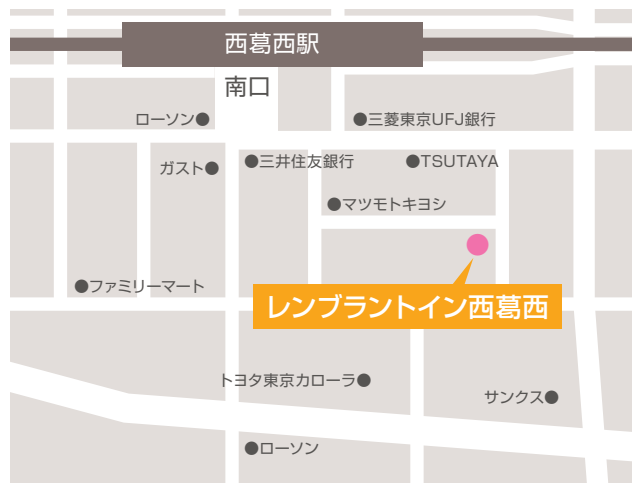 西葛西駅
南口
ローソン●
●三菱東京UFJ銀行
ガスト●
●三井住友銀行
●TSUTAYA
●マツモトキヨシ
●ファミリーマート
レンブラントイン西葛西
トヨタ東京カローラ●
サンクス●
●ローソン